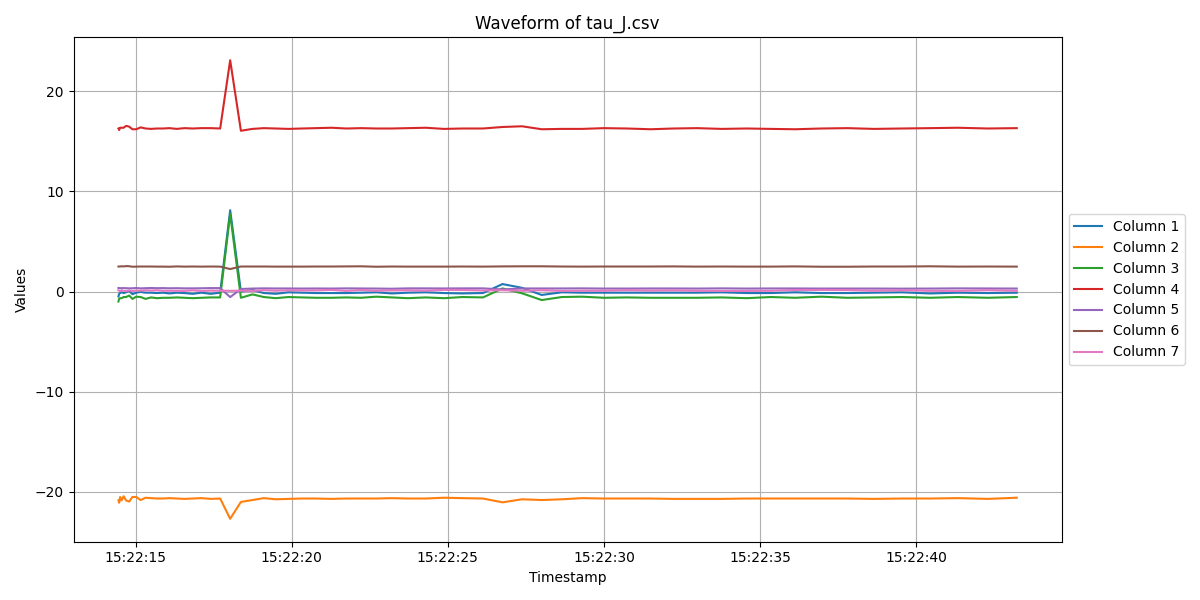 Waveform of tau_J.csv
Values
20
10
0
−10
−20
15:22:15
15:22:20
15:22:25
15:22:30
15:22:35
15:22:40
Timestamp
Column 1
Column 2
Column 3
Column 4
Column 5
Column 6
Column 7